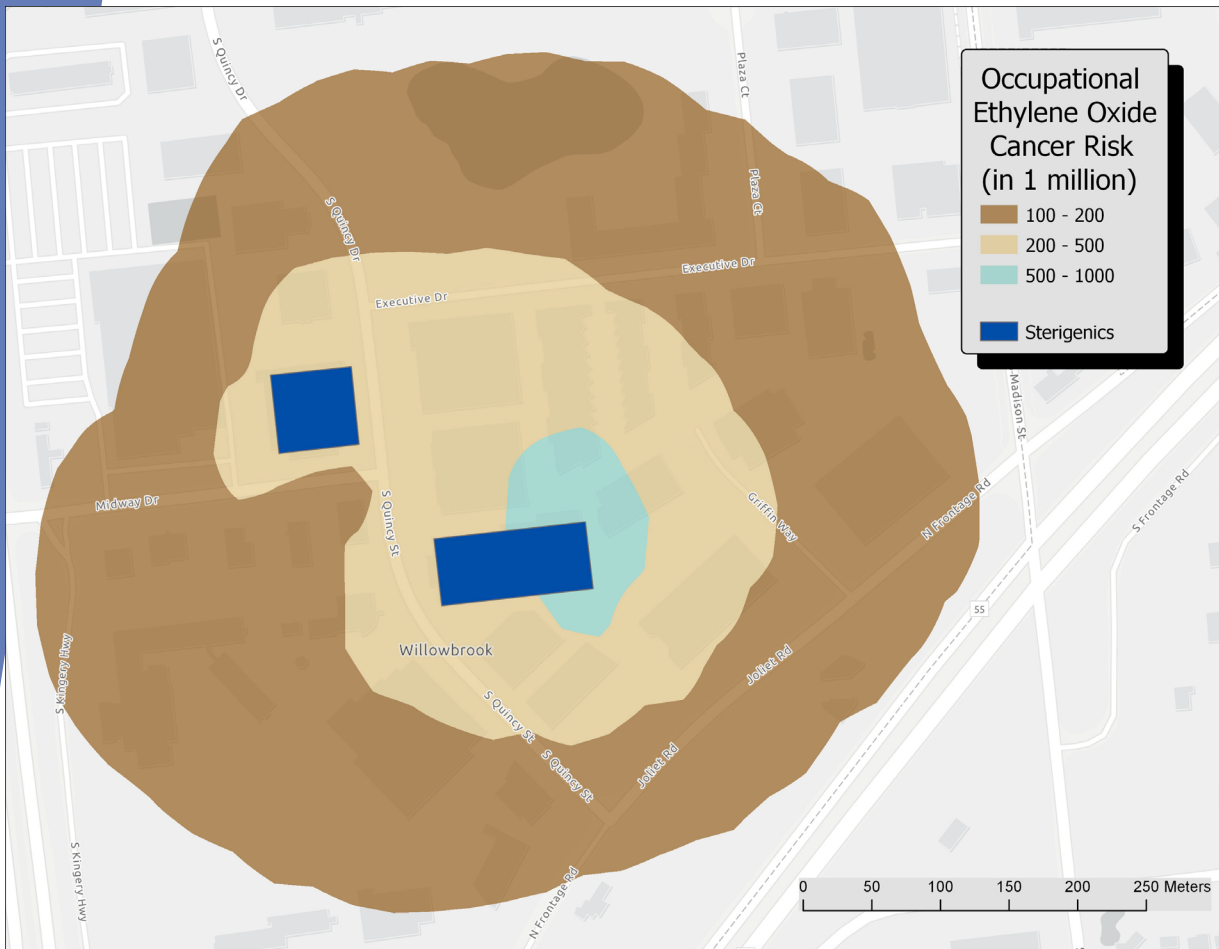 Occupational
Ethylene Oxide
Cancer Risk
(in 1 million)
100 - 200
200 - 500
500 - 1000
Sterigenics
S Quincy Dr
Plaza Ct
Plaza Ct
S Quincy Dr
Executive Dr
Executive Dr
Madison St
Midway Dr
S Quincy St
Griffin Way
N Frontage Rd
S Frontage Rd
55
Willowbrook
S Kingery Hwy
Joliet Rd
S Quincy St
S Quincy St
Joliet Rd
S Kingery Hwy
N Frontage Rd
0 50 100 150 200 250 Meters